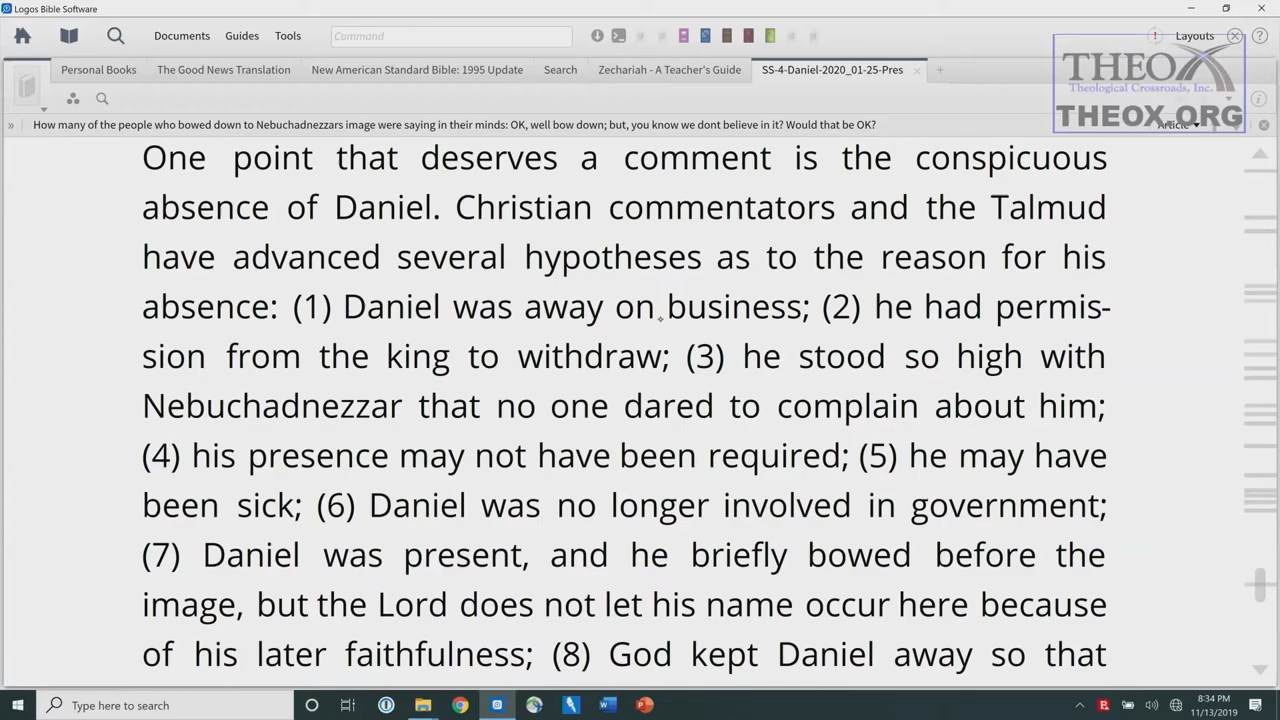 Logos Bible Software
Documents Guides Tools Command Layouts
THEOX
Theological Crossroads, Inc.
THEOX.ORG
Personal Books The Good News Translation New American Standard Bible: 1995 Update Search Zechariah - A Teacher's Guide SS-4-Daniel-2020_01-25-Pres
How many of the people who bowed down to Nebuchadnezzars image were saying in their minds: OK, well bow down; but, you know we dont believe in it? Would that be OK? Article
One point that deserves a comment is the conspicuous
absence of Daniel. Christian commentators and the Talmud
have advanced several hypotheses as to the reason for his
absence: (1) Daniel was away on business; (2) he had permis-
sion from the king to withdraw; (3) he stood so high with
Nebuchadnezzar that no one dared to complain about him;
(4) his presence may not have been required; (5) he may have
been sick; (6) Daniel was no longer involved in government;
(7) Daniel was present, and he briefly bowed before the
image, but the Lord does not let his name occur here because
of his later faithfulness; (8) God kept Daniel away so that
Type here to search
8:34 PM
11/13/2019